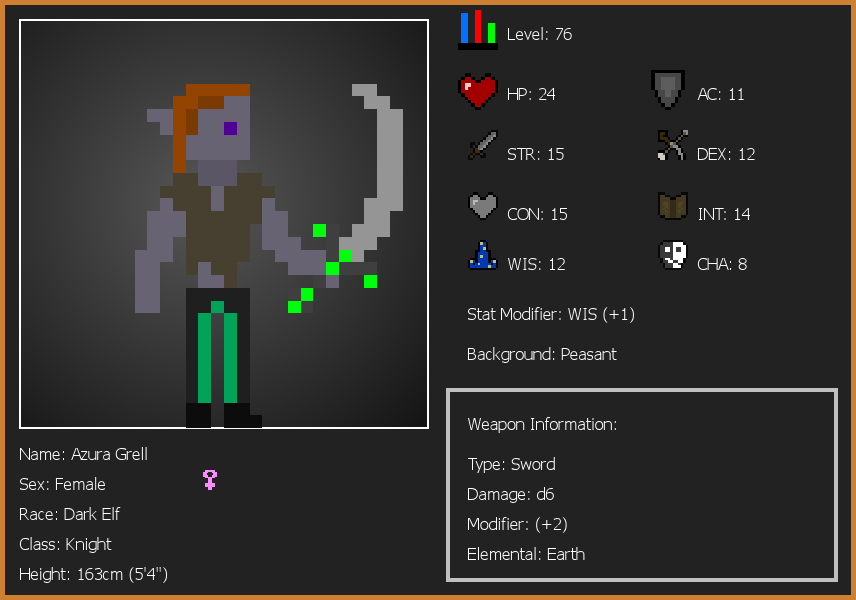 Level: 76
HP: 24
AC: 11
STR: 15
DEX: 12
CON: 15
INT: 14
WIS: 12
CHA: 8
Stat Modifier: WIS (+1)
Background: Peasant
Weapon Information:
Type: Sword
Damage: d6
Modifier: (+2)
Elemental: Earth
Name: Azura Grell
Sex: Female
Race: Dark Elf
Class: Knight
Height: 163cm (5'4")